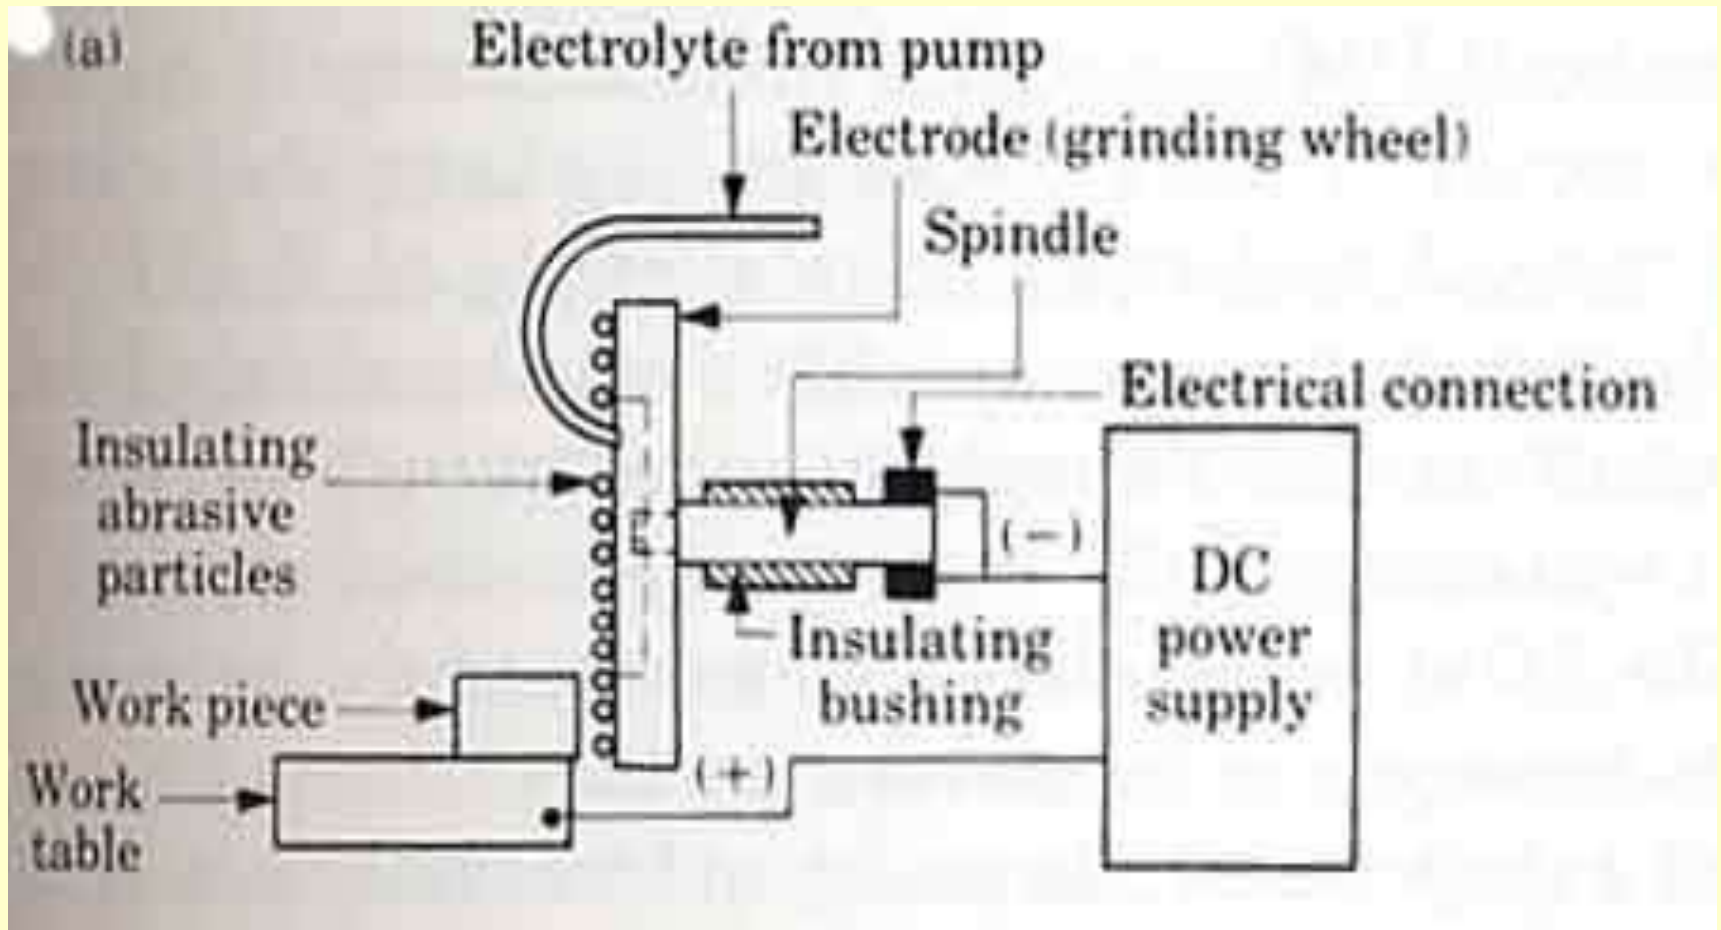 (a)
Electrolyte from pump
Electrode (grinding wheel)
Spindle
Electrical connection
Insulating
abrasive
particles
(−)
DC
power
supply
Insulating
bushing
Work piece
(+)
Work
table